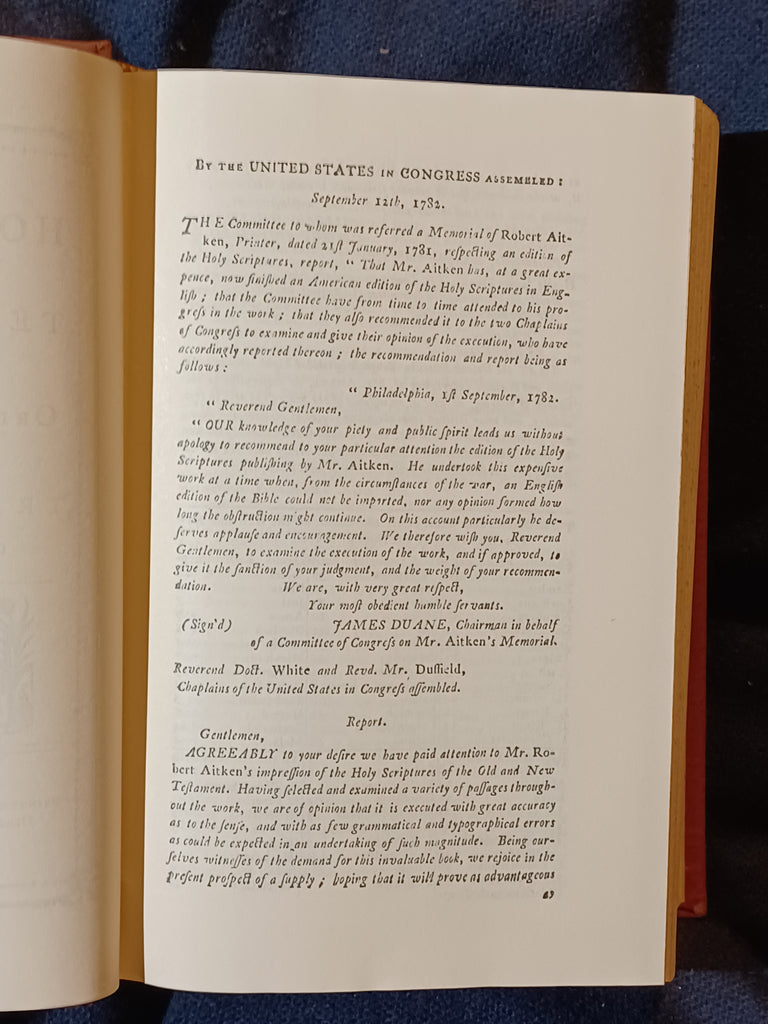 By the UNITED STATES in CONGRESS assembled :
September 12th, 1782.
THE Committee to whom was referred a Memorial of Robert Ait-
ken, Printer, dated 21ſt January, 1781, reſpecting an edition of
the Holy Scriptures, report, “ That Mr. Aitken has, at a great ex-
pence, now finiſhed an American edition of the Holy Scriptures in Eng-
liſh ; that the Committee have from time to time attended to his pro-
greſs in the work ; that they alſo recommended it to the two Chaplains
of Congreſs to examine and give their opinion of the execution, who have
accordingly reported thereon ; the recommendation and report being as
follows :
“ Philadelphia, 1ſt September, 1782.
“ Reverend Gentlemen,
“ OUR knowledge of your piety and public ſpirit leads us without
apology to recommend to your particular attention the edition of the Holy
Scriptures publiſhing by Mr. Aitken. He undertook this expenſive
work at a time when, from the circumſtances of the war, an Engliſh
edition of the Bible could not be imported, nor any opinion formed how
long the obſtruction might continue. On this account particularly he de-
ſerves applauſe and encouragement. We therefore wiſh you, Reverend
Gentlemen, to examine the execution of the work, and if approved, to
give it the ſanction of your judgment, and the weight of your recommen-
dation. We are, with very great reſpect,
Your moſt obedient humble ſervants.
(Sign'd) JAMES DUANE, Chairman in behalf
of a Committee of Congreſs on Mr. Aitken's Memorial.
Reverend Doct. White and Revd. Mr. Duffield,
Chaplains of the United States in Congreſs aſſembled.
Report.
Gentlemen,
AGREEABLY to your deſire we have paid attention to Mr. Ro-
bert Aitken's impreſſion of the Holy Scriptures of the Old and New
Teſtament. Having ſelected and examined a variety of paſſages through-
out the work, we are of opinion that it is executed with great accuracy
as to the ſenſe, and with as few grammatical and typographical errors
as could be expected in an undertaking of ſuch magnitude. Being our-
ſelves witneſſes of the demand for this invaluable book, we rejoice in the
preſent proſpect of a ſupply ; hoping that it will prove as advantageous